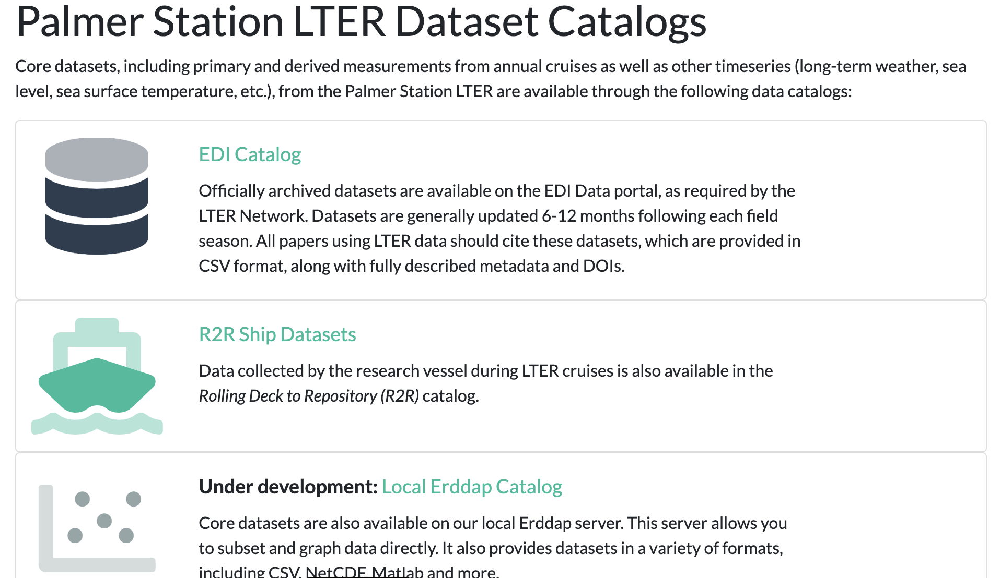 Palmer Station LTER Dataset Catalogs
Core datasets, including primary and derived measurements from annual cruises as well as other timeseries (long-term weather, sea
level, sea surface temperature, etc.), from the Palmer Station LTER are available through the following data catalogs:
EDI Catalog
Officially archived datasets are available on the EDI Data portal, as required by the
LTER Network. Datasets are generally updated 6-12 months following each field
season. All papers using LTER data should cite these datasets, which are provided in
CSV format, along with fully described metadata and DOIs.
R2R Ship Datasets
Data collected by the research vessel during LTER cruises is also available in the
Rolling Deck to Repository (R2R) catalog.
Under development: Local Erddap Catalog
Core datasets are also available on our local Erddap server. This server allows you
to subset and graph data directly. It also provides datasets in a variety of formats,
including CSV, NetCDF, Matlab and more.